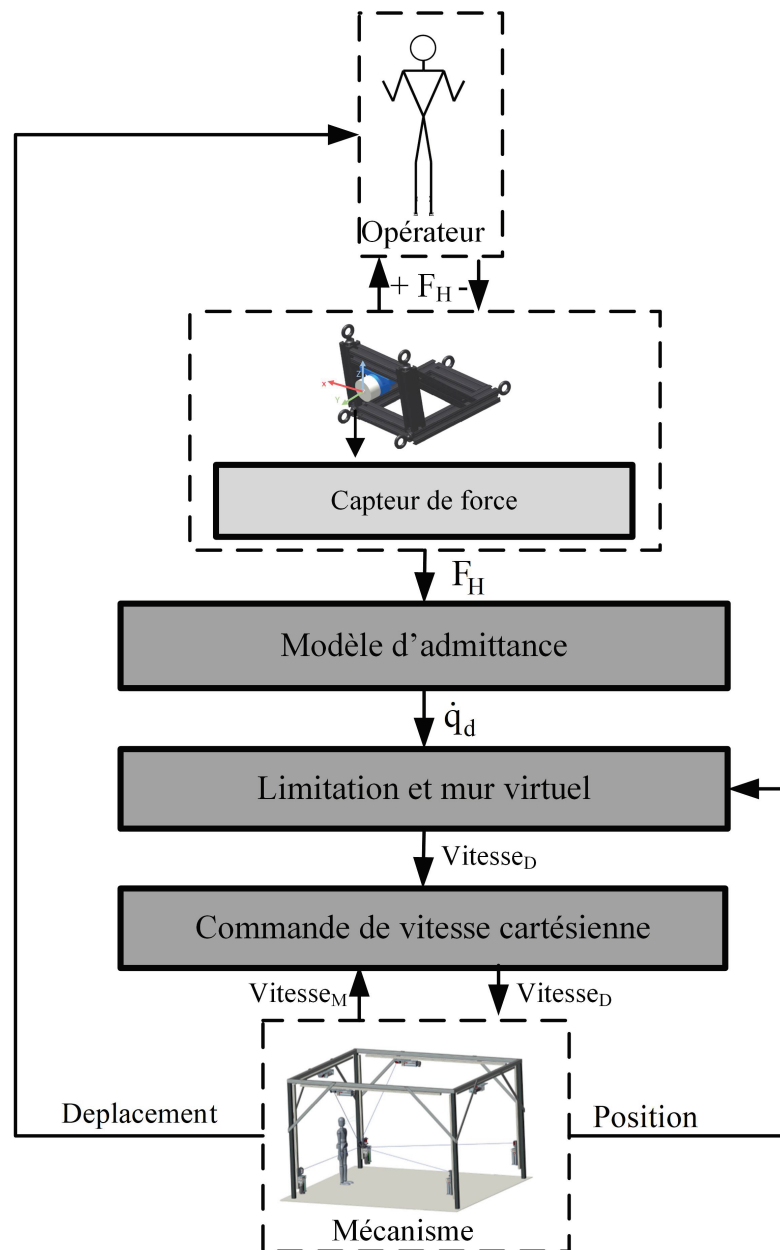 Opérateur
+ F_H -
Z
X
Y
Capteur de force
F_H
Modèle d’admittance
q̇_d
Limitation et mur virtuel
Vitesse_D
Commande de vitesse cartésienne
Vitesse_M
Vitesse_D
Deplacement
Position
Mécanisme